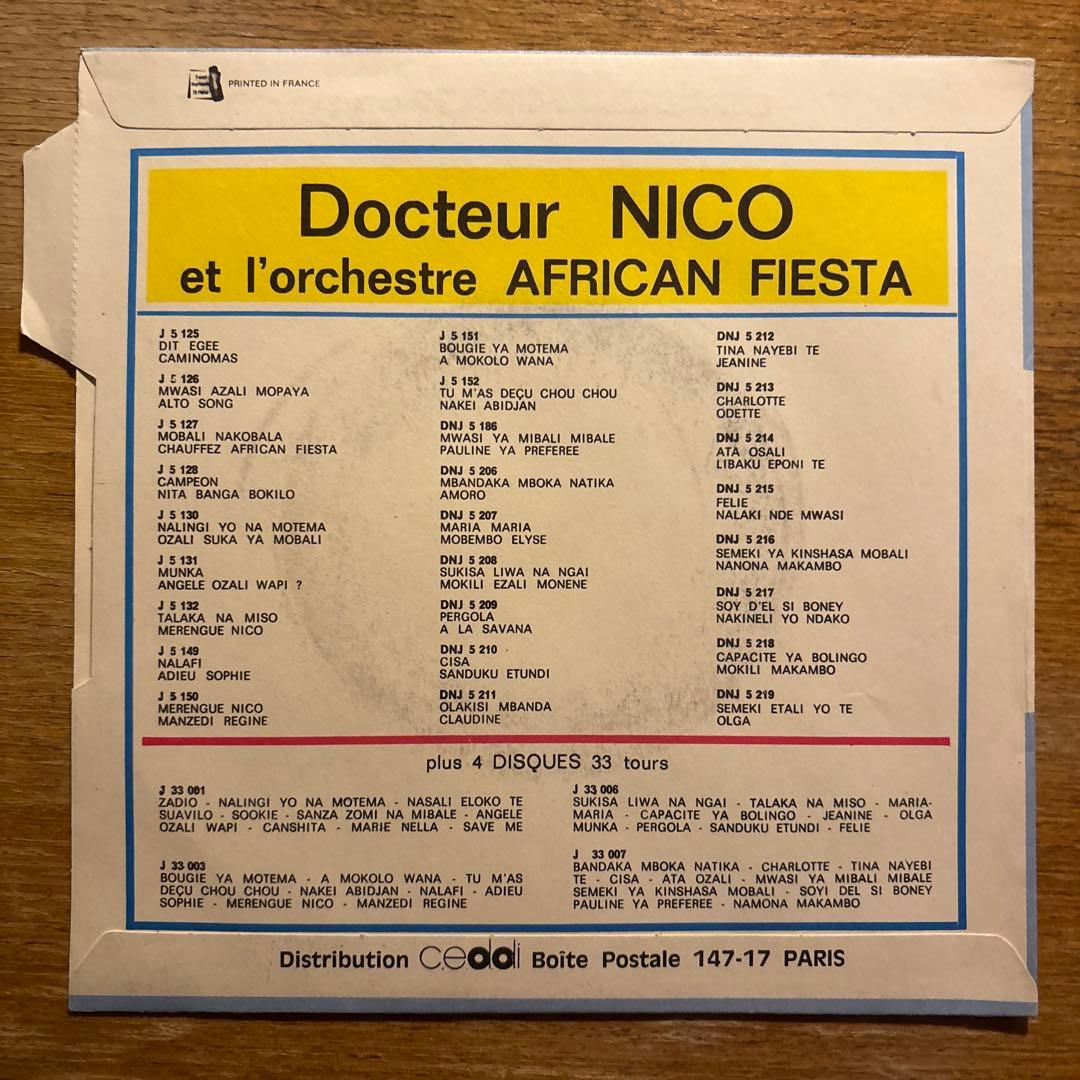 PRINTED IN FRANCE
Docteur NICO
et l'orchestre AFRICAN FIESTA
J 5 125
DIT EGEE
CAMINOMAS
J 5 126
MWASI AZALI MOPAYA
ALTO SONG
J 5 127
MOBALI NAKOBALA
CHAUFFEZ AFRICAN FIESTA
J 5 128
CAMPEON
NITA BANGA BOKILO
J 5 130
NALINGI YO NA MOTEMA
OZALI SUKA YA MOBALI
J 5 131
MUNKA
ANGELE OZALI WAPI ?
J 5 132
TALAKA NA MISO
MERENGUE NICO
J 5 149
NALAFI
ADIEU SOPHIE
J 5 150
MERENGUE NICO
MANZEDI REGINE
J 5 151
BOUGIE YA MOTEMA
A MOKOLO WANA
J 5 152
TU M'AS DEÇU CHOU CHOU
NAKEI ABIDJAN
DNJ 5 186
MWASI YA MIBALI MIBALE
PAULINE YA PREFEREE
DNJ 5 206
MBANDAKA MBOKA NATIKA
AMORO
DNJ 5 207
MARIA MARIA
MOBEMBO ELYSE
DNJ 5 208
SUKISA LIWA NA NGAI
MOKILI EZALI MONENE
DNJ 5 209
PERGOLA
A LA SAVANA
DNJ 5 210
CISA
SANDUKU ETUNDI
DNJ 5 211
OLAKISI MBANDA
CLAUDINE
DNJ 5 212
TINA NAYEBI TE
JEANINE
DNJ 5 213
CHARLOTTE
ODETTE
DNJ 5 214
ATA OSALI
LIBAKU EPONI TE
DNJ 5 215
FELIE
NALAKI NDE MWASI
DNJ 5 216
SEMEKI YA KINSHASA MOBALI
NANONA MAKAMBO
DNJ 5 217
SOY D'EL SI BONEY
NAKINELI YO NDAKO
DNJ 5 218
CAPACITE YA BOLINGO
MOKILI MAKAMBO
DNJ 5 219
SEMEKI ETALI YO TE
OLGA
plus 4 DISQUES 33 tours
J 33 001
ZADIO - NALINGI YO NA MOTEMA - NASALI ELOKO TE
SUAVILO - SOOKIE - SANZA ZOMI NA MIBALE - ANGELE
OZALI WAPI - CANSHITA - MARIE NELLA - SAVE ME
J 33 003
BOUGIE YA MOTEMA - A MOKOLO WANA - TU M'AS
DEÇU CHOU CHOU - NAKEI ABIDJAN - NALAFI - ADIEU
SOPHIE - MERENGUE NICO - MANZEDI REGINE
J 33 006
SUKISA LIWA NA NGAI - TALAKA NA MISO - MARIA-
MARIA - CAPACITE YA BOLINGO - JEANINE - OLGA
MUNKA - PERGOLA - SANDUKU ETUNDI - FELIE
J 33 007
BANDAKA MBOKA NATIKA - CHARLOTTE - TINA NAYEBI
TE - CISA - ATA OZALI - MWASI YA MIBALI MIBALE
SEMEKI YA KINSHASA MOBALI - SOYI DEL SI BONEY
PAULINE YA PREFEREE - NAMONA MAKAMBO
Distribution ceddi Boîte Postale 147-17 PARIS